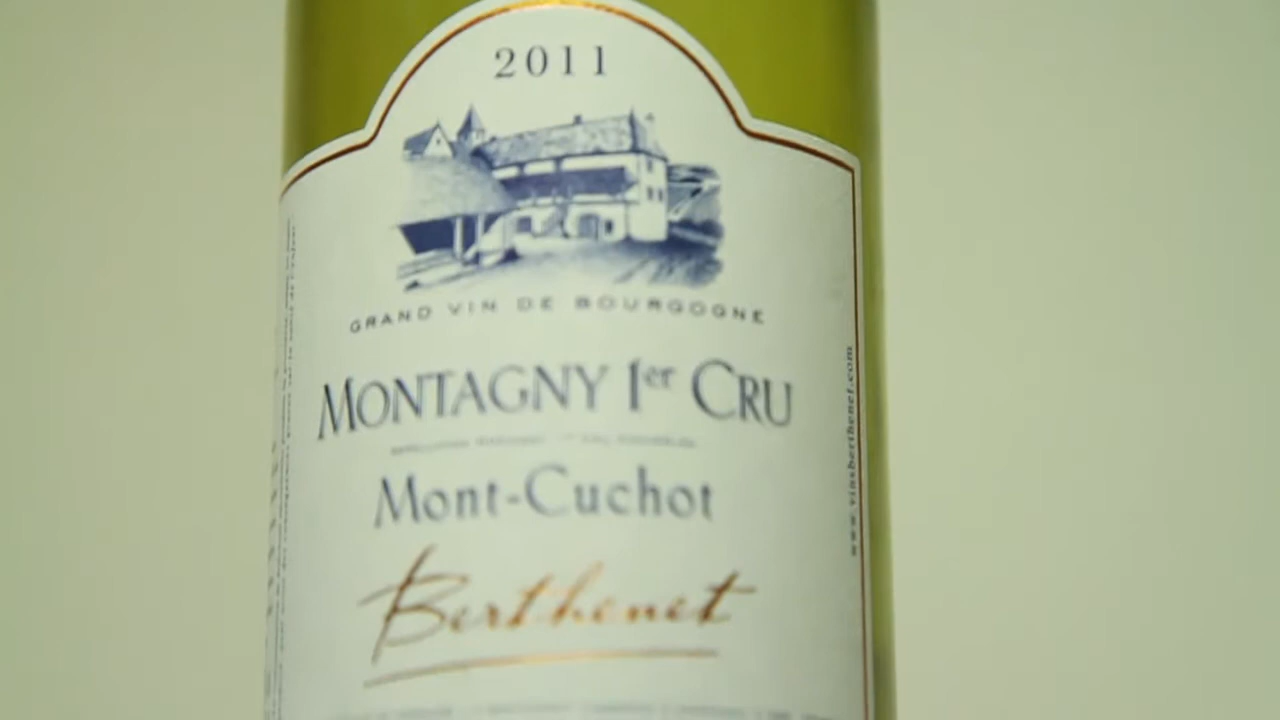 2011
GRAND VIN DE BOURGOGNE
MONTAGNY 1er CRU
Mont-Cuchot
Berthenet
www.vinsberthenet.com